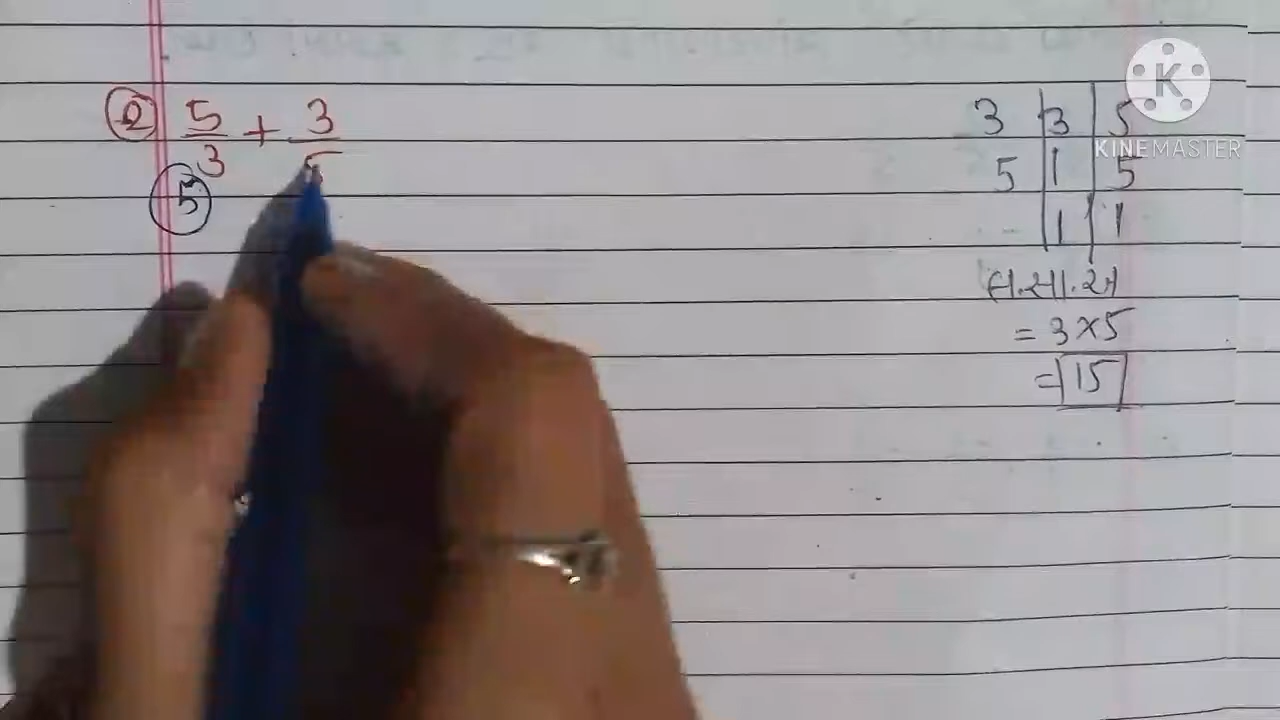 ② 5/3 + 3/5
⑤
3 | 3 | 5
5 | 1 | 5
1 | 1
લ.સા.અ
= 3 × 5
= 15
K
KINEMASTER